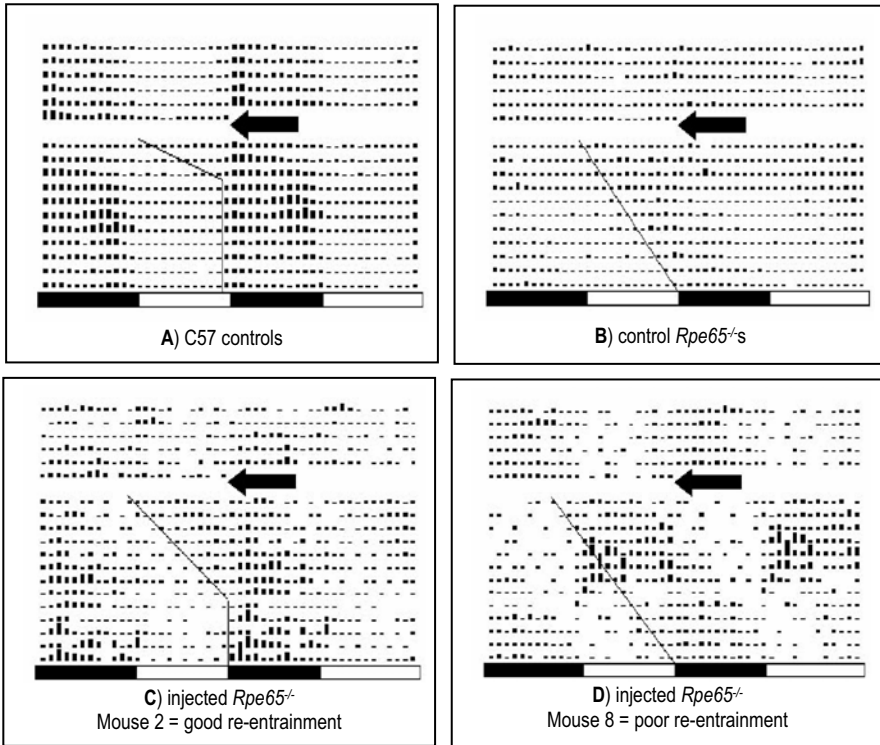 A) C57 controls
B) control Rpe65-/-s
C) injected Rpe65-/-
Mouse 2 = good re-entrainment
D) injected Rpe65-/-
Mouse 8 = poor re-entrainment